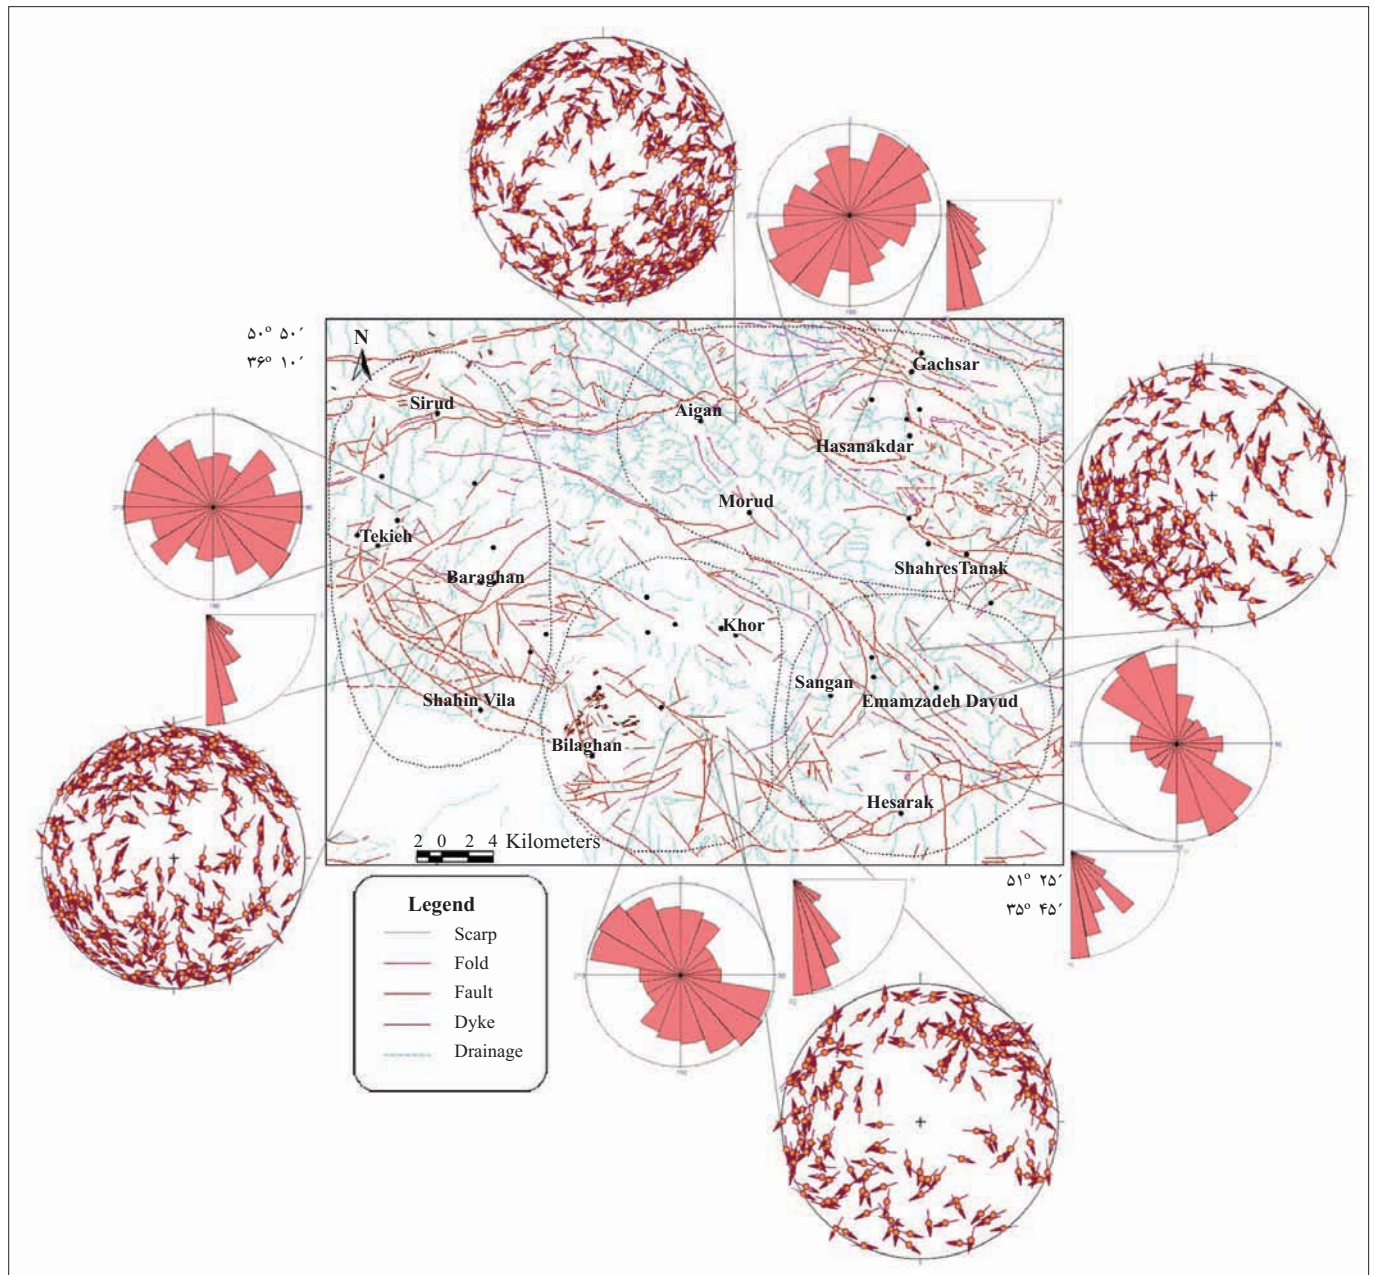 ۵۰° ۵۰′
۳۶° ۱۰′
N
Gachsar
Sirud
Aigan
Hasanakdar
Morud
Tekieh
ShahresTanak
Baraghan
Khor
Sangan
Emamzadeh Davud
Shahin Vila
Bilaghan
Hesarak
2 0 2 4 Kilometers
۵۱° ۲۵′
۳۵° ۴۵′
Legend
Scarp
Fold
Fault
Dyke
Drainage